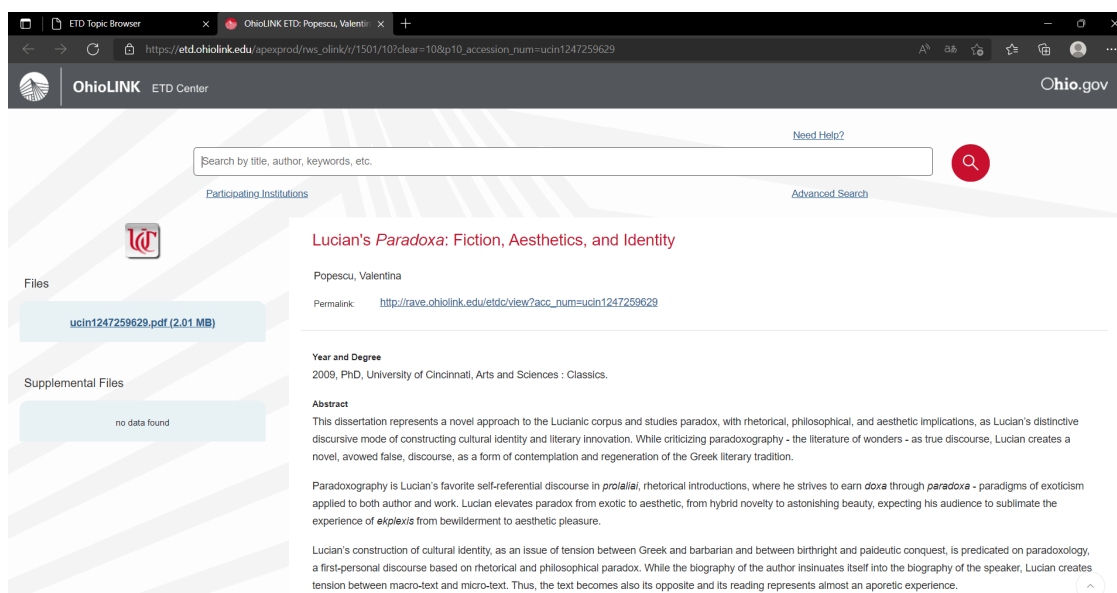 ETD Topic Browser
OhioLINK ETD: Popescu, Valentin
https://etd.ohiolink.edu/apexprod/rws_olink/r/1501/10?clear=10&p10_accession_num=ucin1247259629
OhioLINK ETD Center
Ohio.gov
Need Help?
Search by title, author, keywords, etc.
Participating Institutions
Advanced Search
UC
Lucian's Paradoxa: Fiction, Aesthetics, and Identity
Popescu, Valentina
Files
Permalink: http://rave.ohiolink.edu/etdc/view?acc_num=ucin1247259629
ucin1247259629.pdf (2.01 MB)
Year and Degree
2009, PhD, University of Cincinnati, Arts and Sciences : Classics.
Supplemental Files
no data found
Abstract
This dissertation represents a novel approach to the Lucianic corpus and studies paradox, with rhetorical, philosophical, and aesthetic implications, as Lucian's distinctive
discursive mode of constructing cultural identity and literary innovation. While criticizing paradoxography - the literature of wonders - as true discourse, Lucian creates a
novel, avowed false, discourse, as a form of contemplation and regeneration of the Greek literary tradition.
Paradoxography is Lucian's favorite self-referential discourse in prolaliai, rhetorical introductions, where he strives to earn doxa through paradoxa - paradigms of exoticism
applied to both author and work. Lucian elevates paradox from exotic to aesthetic, from hybrid novelty to astonishing beauty, expecting his audience to sublimate the
experience of ekplexis from bewilderment to aesthetic pleasure.
Lucian's construction of cultural identity, as an issue of tension between Greek and barbarian and between birthright and paideutic conquest, is predicated on paradoxology,
a first-personal discourse based on rhetorical and philosophical paradox. While the biography of the author insinuates itself into the biography of the speaker, Lucian creates
tension between macro-text and micro-text. Thus, the text becomes also its opposite and its reading represents almost an aporetic experience.